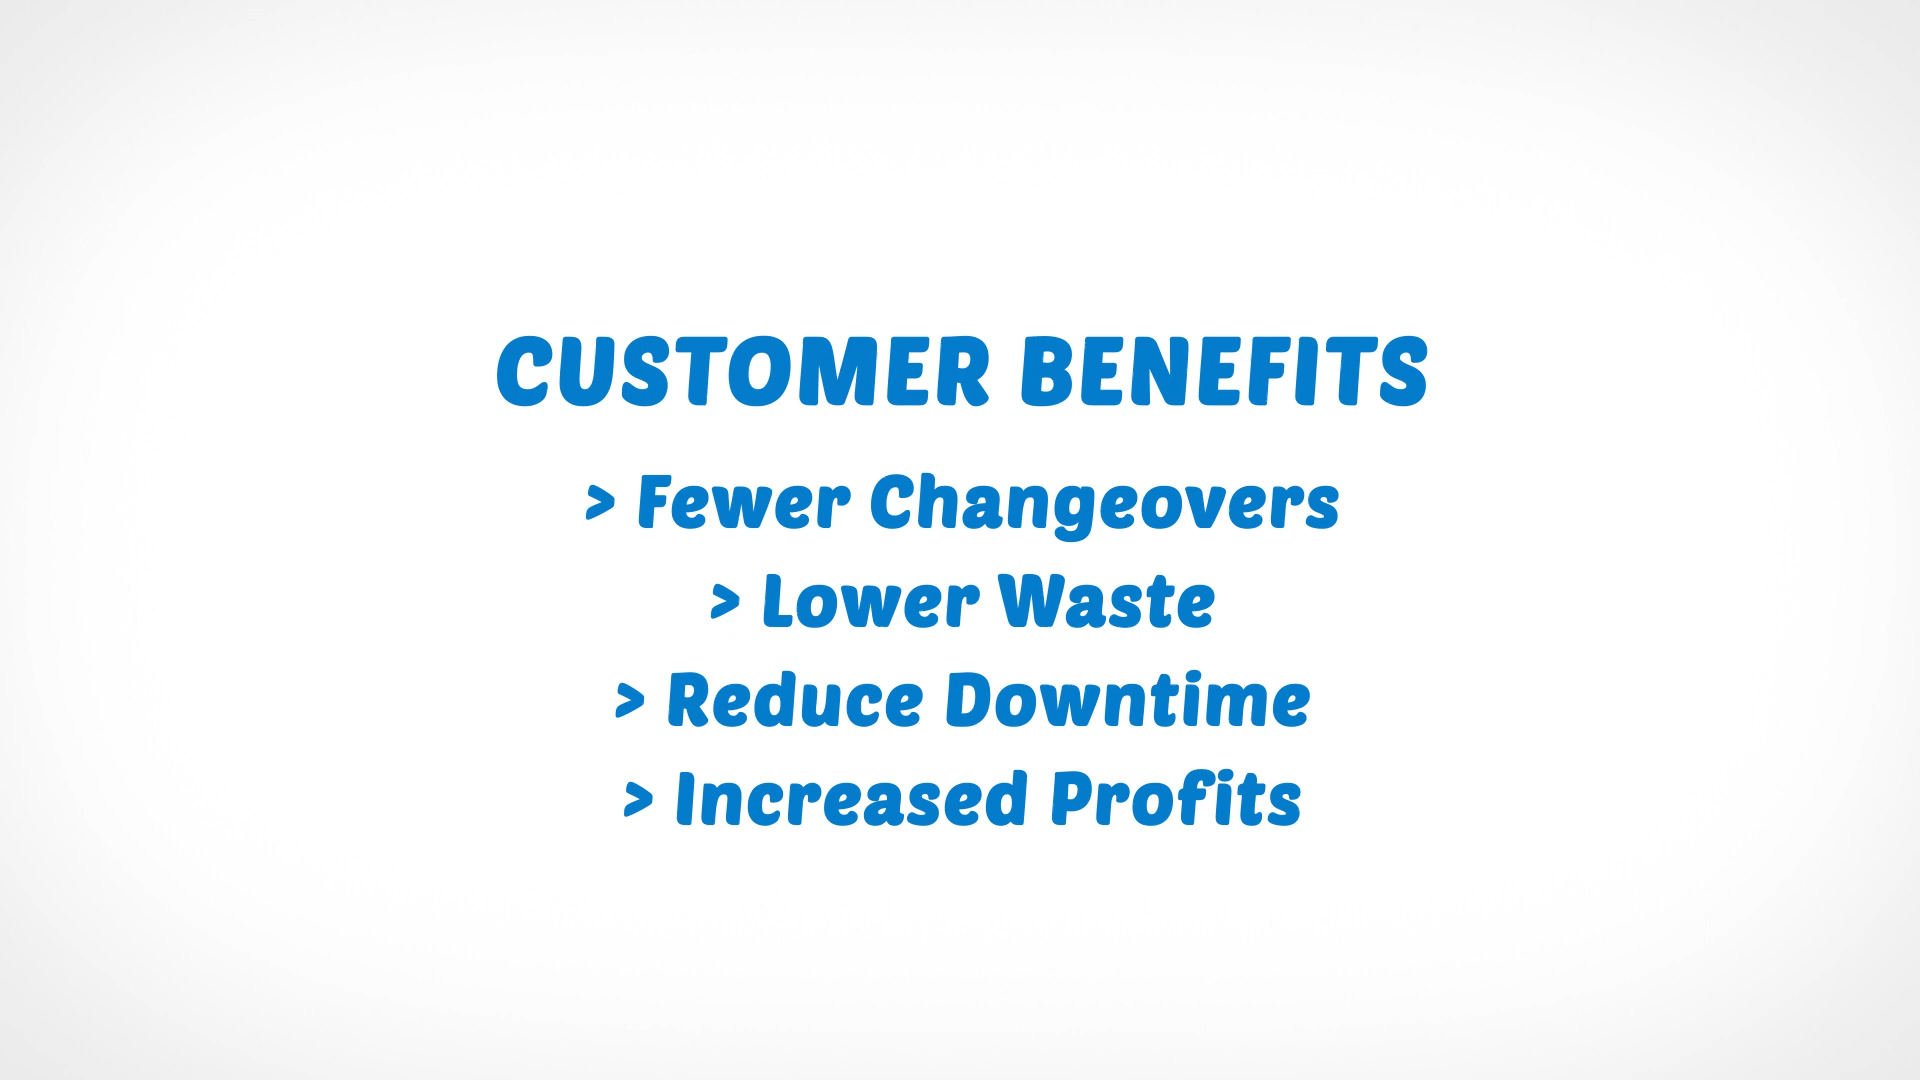 CUSTOMER BENEFITS
> Fewer Changeovers
> Lower Waste
> Reduce Downtime
> Increased Profits